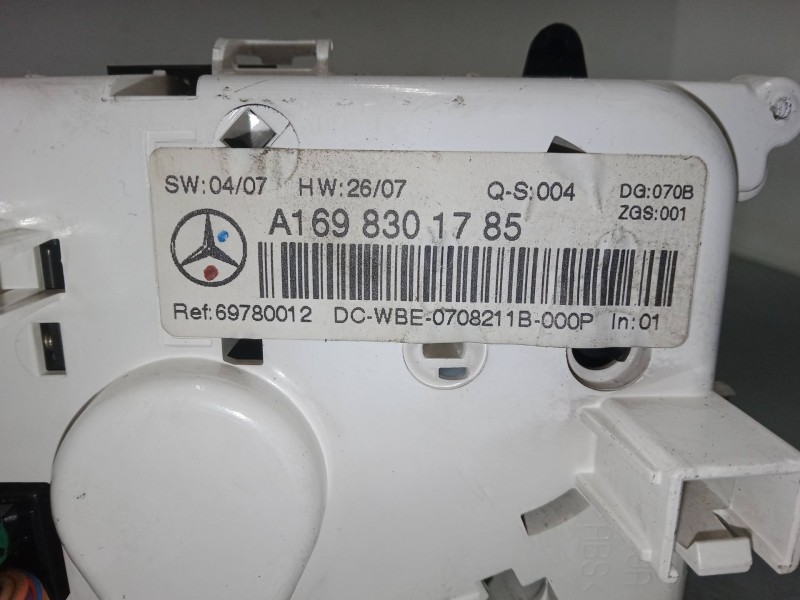 SW:04/07 HW:26/07 Q-S:004 DG:070B
ZGS:001
A169 830 17 85
Ref:69780012 DC-WBE-0708211B-000P In:01